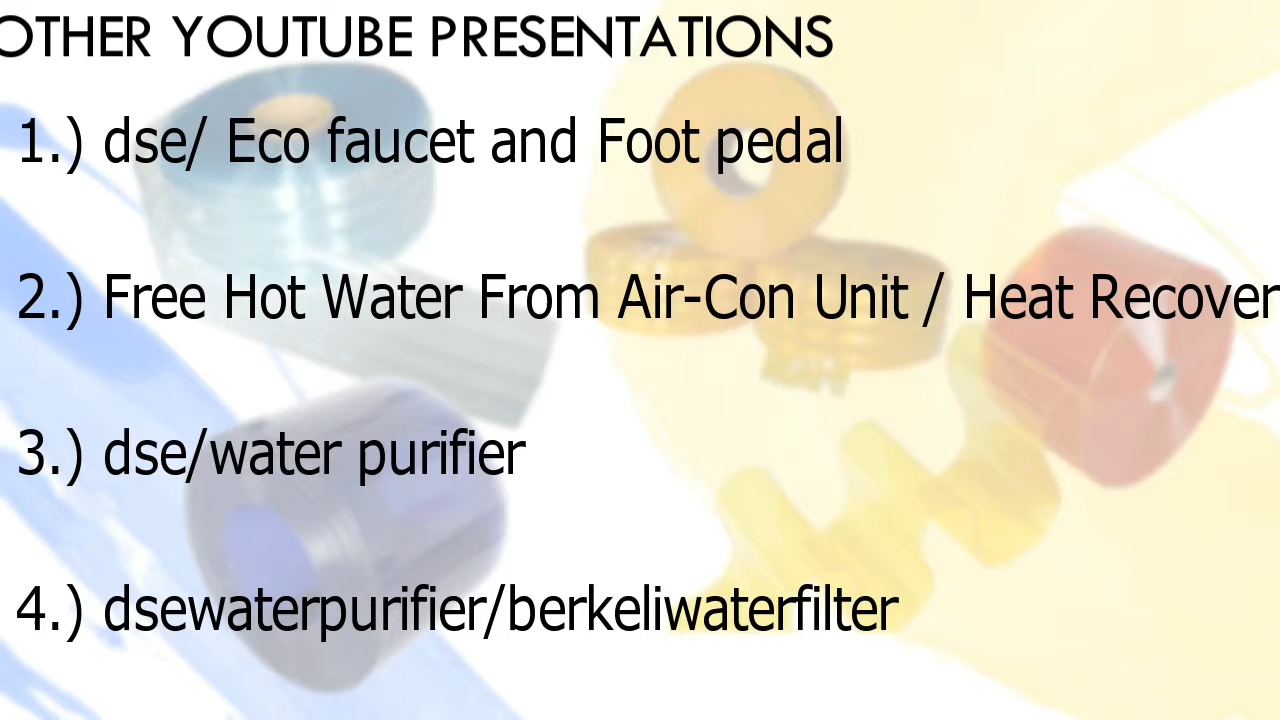 OTHER YOUTUBE PRESENTATIONS
1.) dse/ Eco faucet and Foot pedal
2.) Free Hot Water From Air-Con Unit / Heat Recover
3.) dse/water purifier
4.) dsewaterpurifier/berkeliwaterfilter